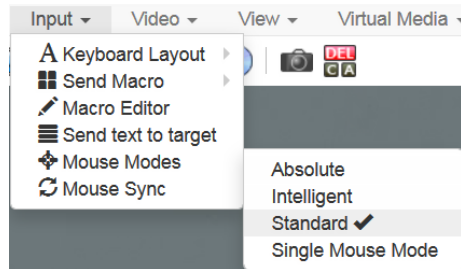 Input Video View Virtual Media
A Keyboard Layout
Send Macro
Macro Editor
Send text to target
Mouse Modes
Mouse Sync
DEL
C A
Absolute
Intelligent
Standard
Single Mouse Mode